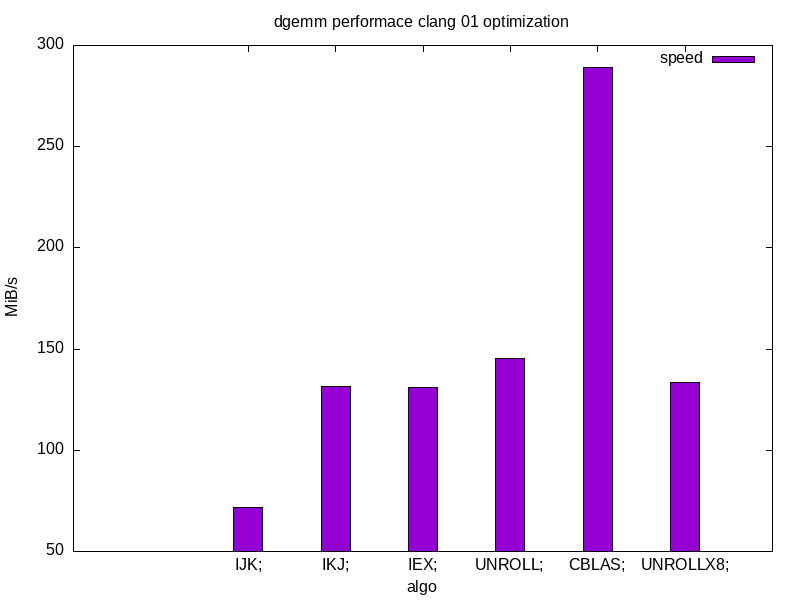 dgemm performace clang 01 optimization
300
speed
250
200
MiB/s
150
100
50
IJK; IKJ; IEX; UNROLL; CBLAS; UNROLLX8;
algo